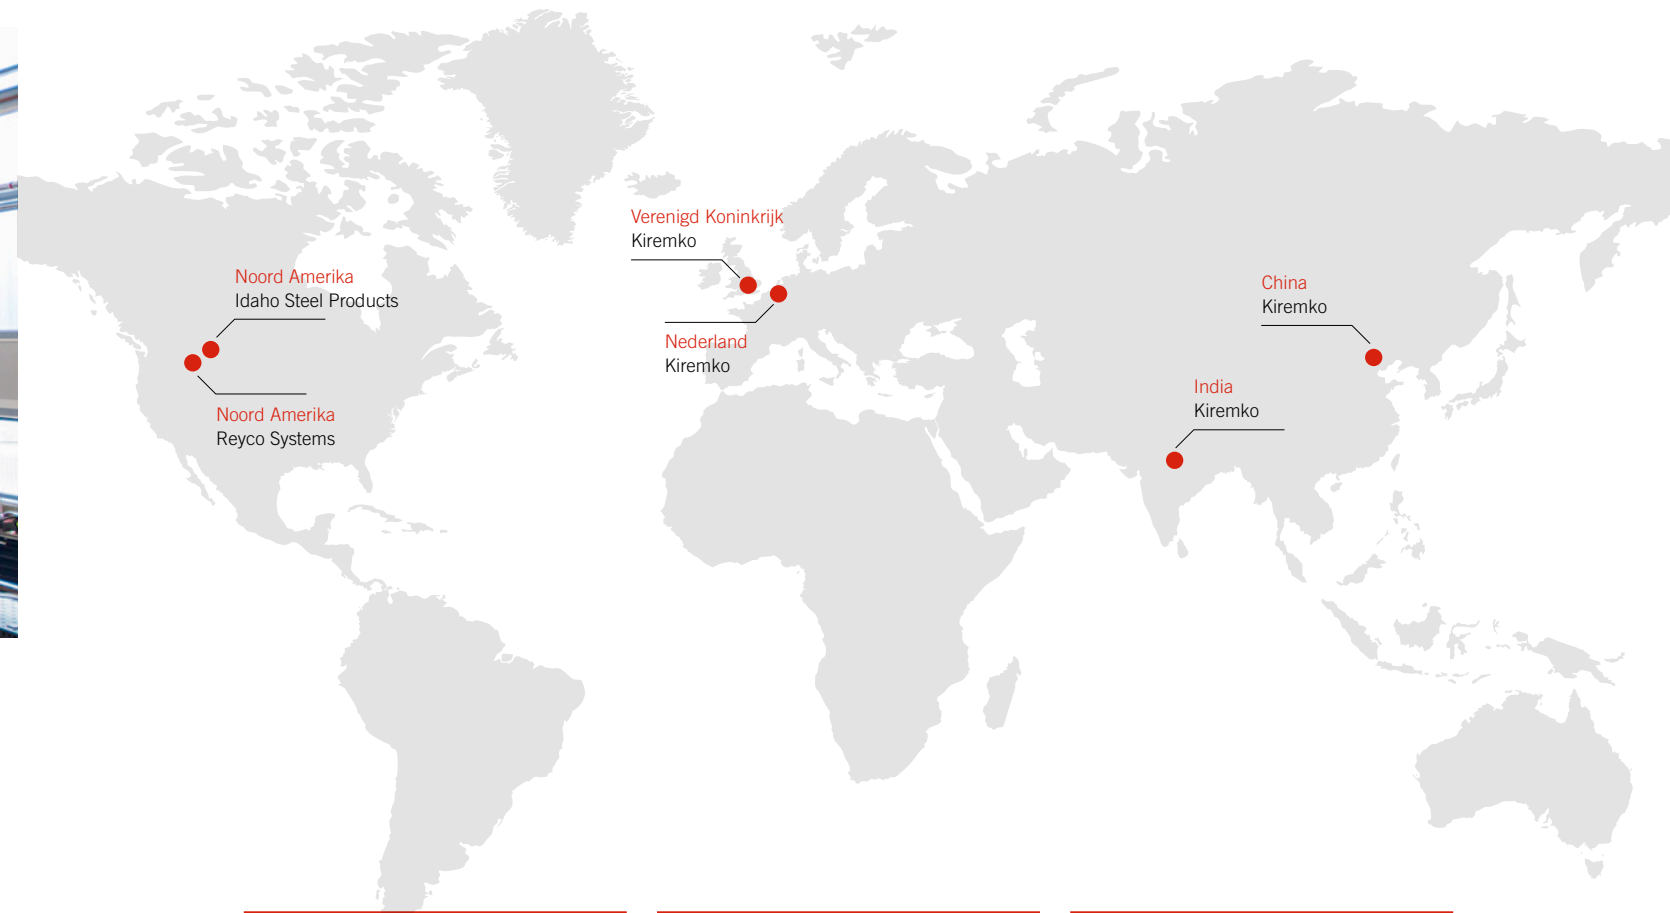 Verenigd Koninkrijk
Kiremko
Noord Amerika
Idaho Steel Products
China
Kiremko
Nederland
Kiremko
India
Kiremko
Noord Amerika
Reyco Systems